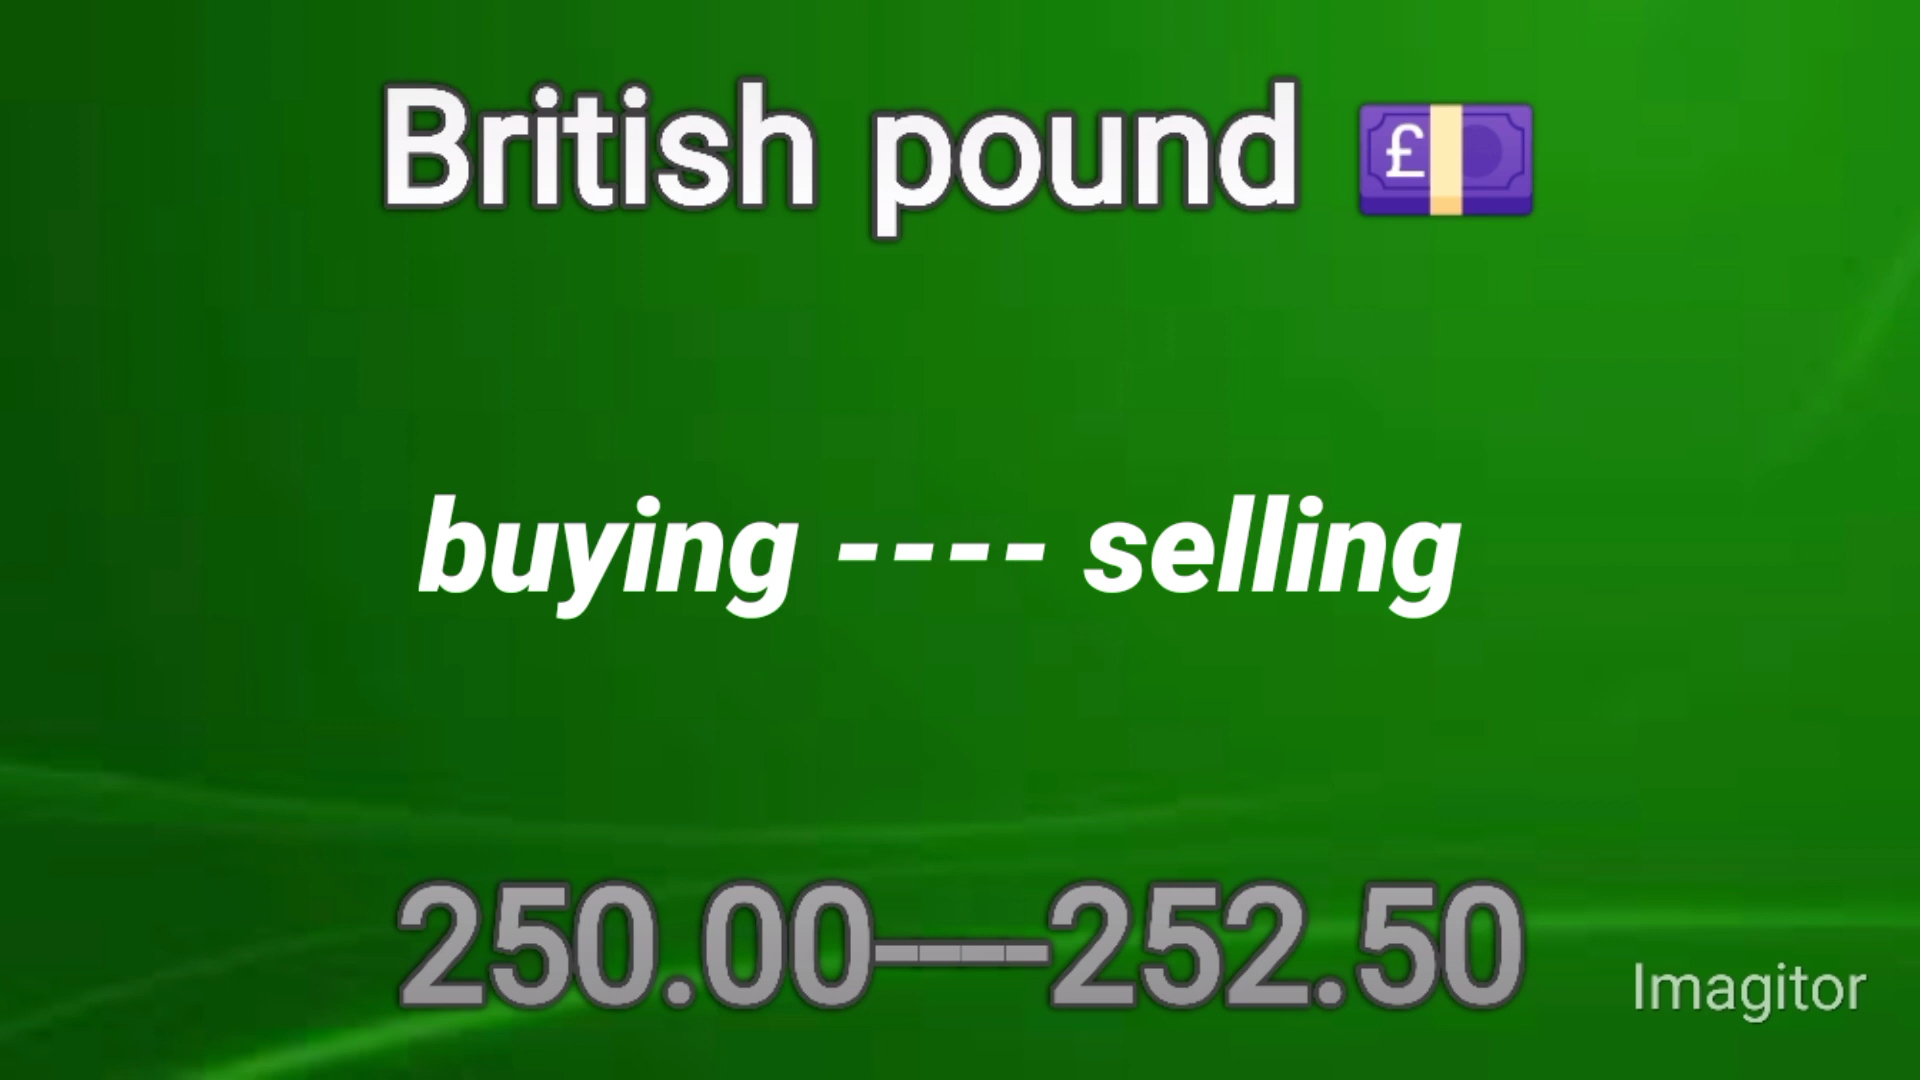 British pound 💷
buying ---- selling
250.00----252.50
Imagitor